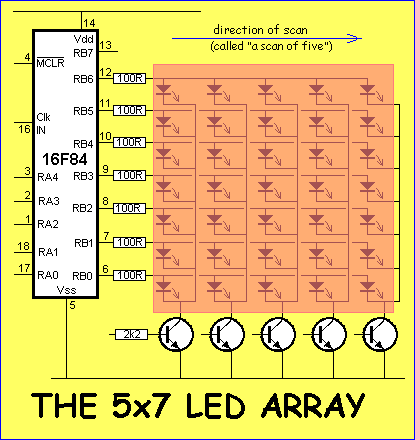 14
Vdd
direction of scan
(called "a scan of five")
RB7
13
4
MCLR
RB6
12
100R
RB5
11
100R
Clk
IN
16
RB4
10
100R
16F84
3
RA4
RB3
9
100R
2
RA3
RB2
8
100R
1
RA2
18
RA1
RB1
7
100R
17
RA0
RB0
6
100R
Vss
5
2k2
THE 5x7 LED ARRAY